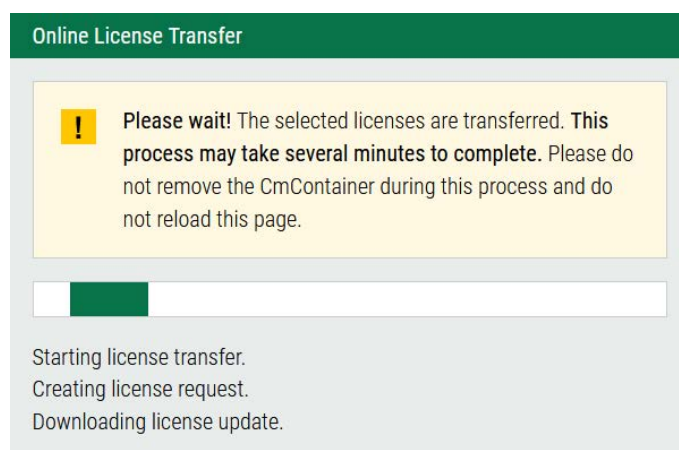 Online License Transfer
!
Please wait! The selected licenses are transferred. This
process may take several minutes to complete. Please do
not remove the CmContainer during this process and do
not reload this page.
Starting license transfer.
Creating license request.
Downloading license update.